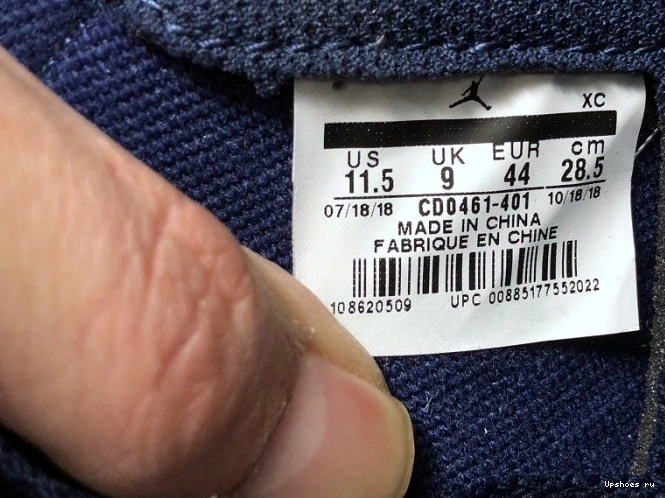 XC
US UK EUR cm
11.5 9 44 28.5
07/18/18 CD0461-401 10/18/18
MADE IN CHINA
FABRIQUE EN CHINE
108620509 UPC 00885177552022
Upshoes ru